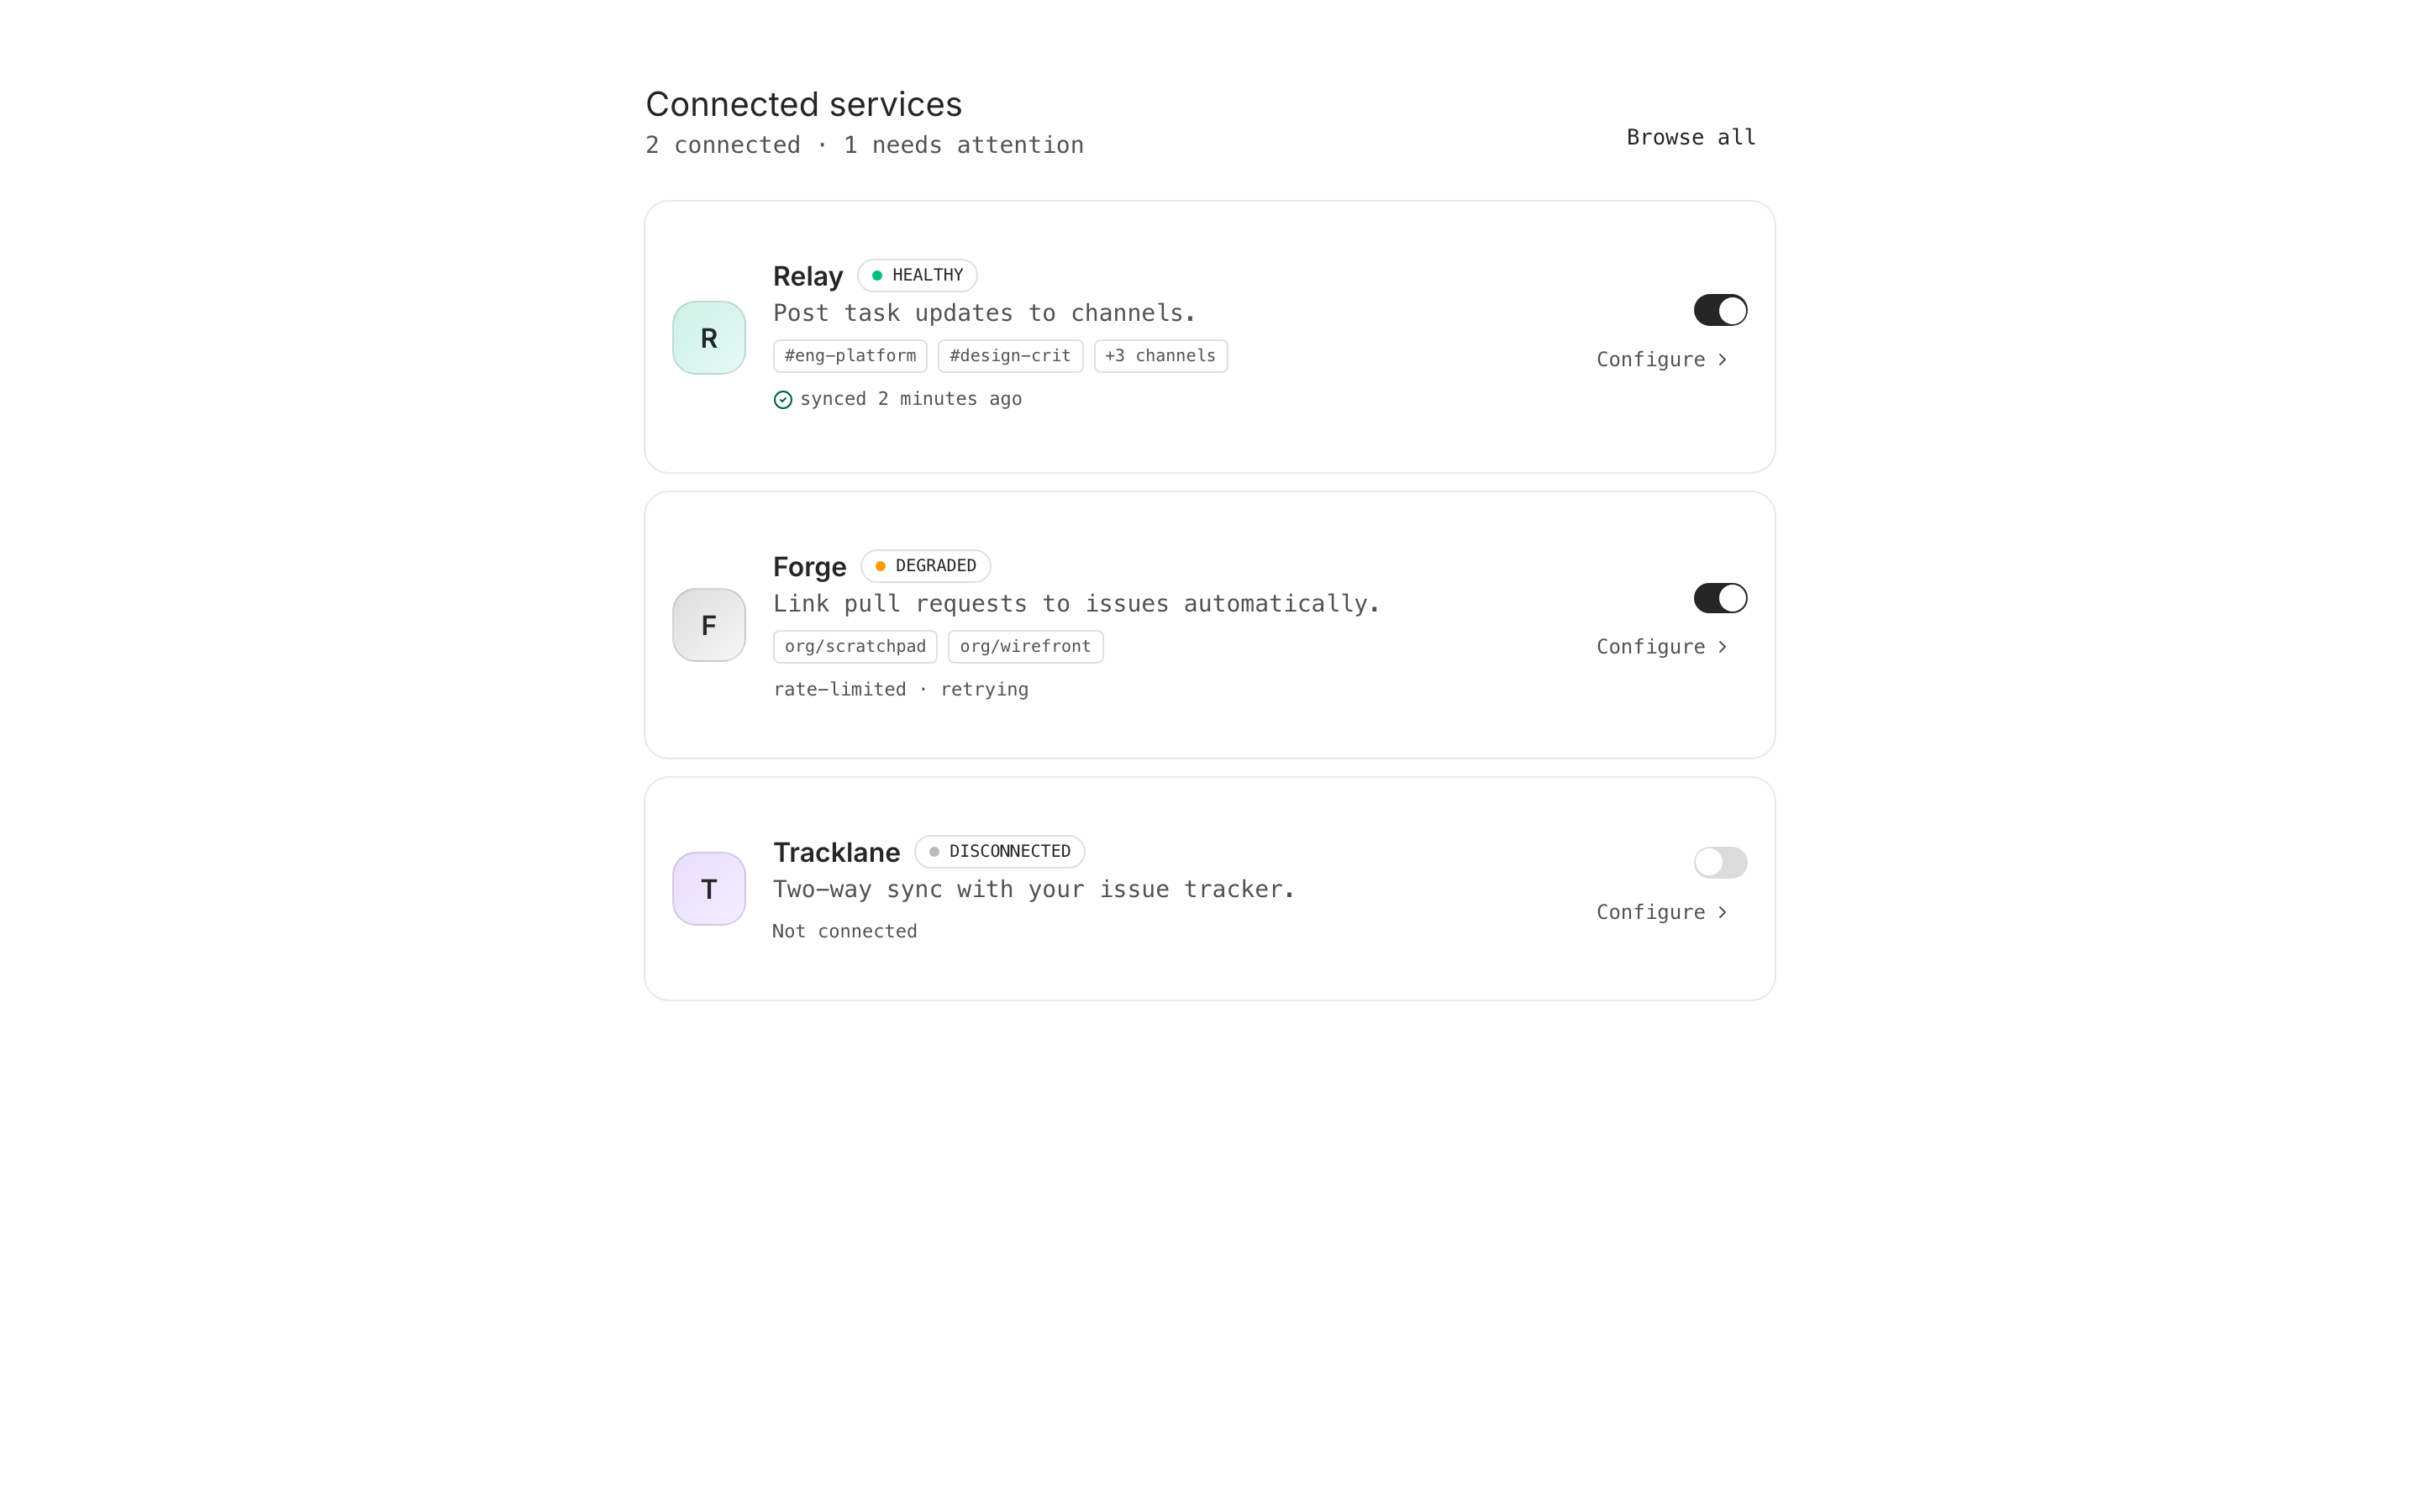 Connected services
2 connected · 1 needs attention
Browse all
R
Relay
HEALTHY
Post task updates to channels.
#eng-platform
#design-crit
+3 channels
synced 2 minutes ago
Configure
F
Forge
DEGRADED
Link pull requests to issues automatically.
org/scratchpad
org/wirefront
rate-limited · retrying
Configure
T
Tracklane
DISCONNECTED
Two-way sync with your issue tracker.
Not connected
Configure